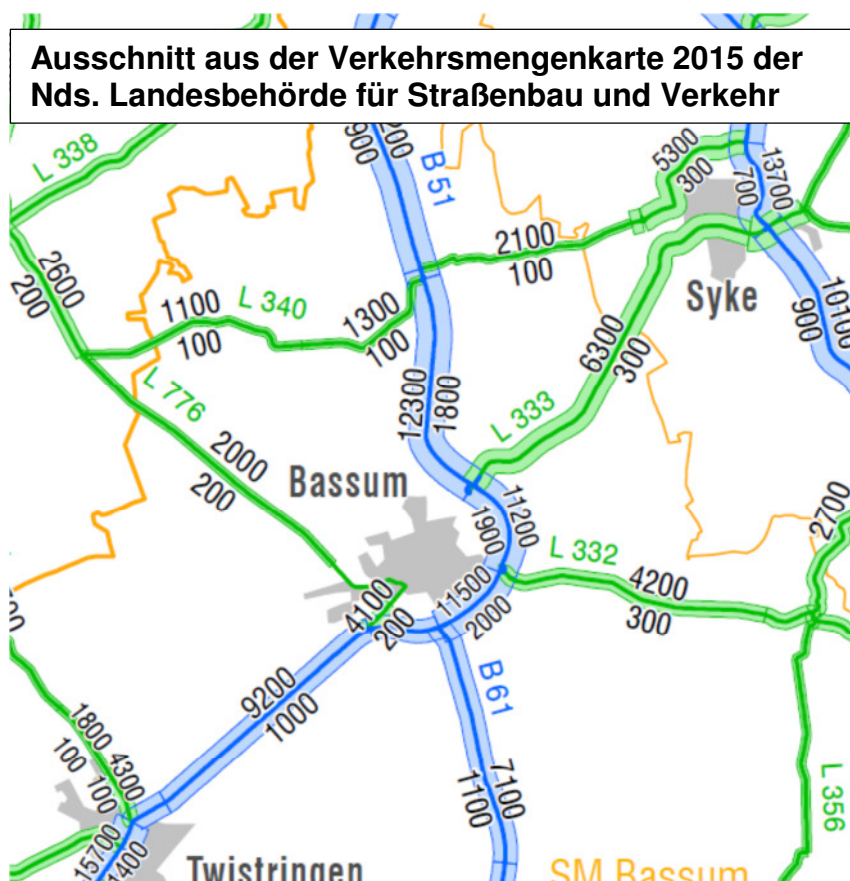 Ausschnitt aus der Verkehrsmengenkarte 2015 der
Nds. Landesbehörde für Straßenbau und Verkehr
L 338
900
200
B 51
5300
300
13700
700
2100
100
2600
200
1100
100
L 340
1300
100
Syke
10100
900
6300
300
L 776
12300
1800
L 333
2000
200
Bassum
11200
1900
2700
L 332
4200
300
4100
200
11500
2000
9200
1000
B 61
7100
1100
1800
100
4300
100
L 356
15700
1400
Twistringen
SM Bassum